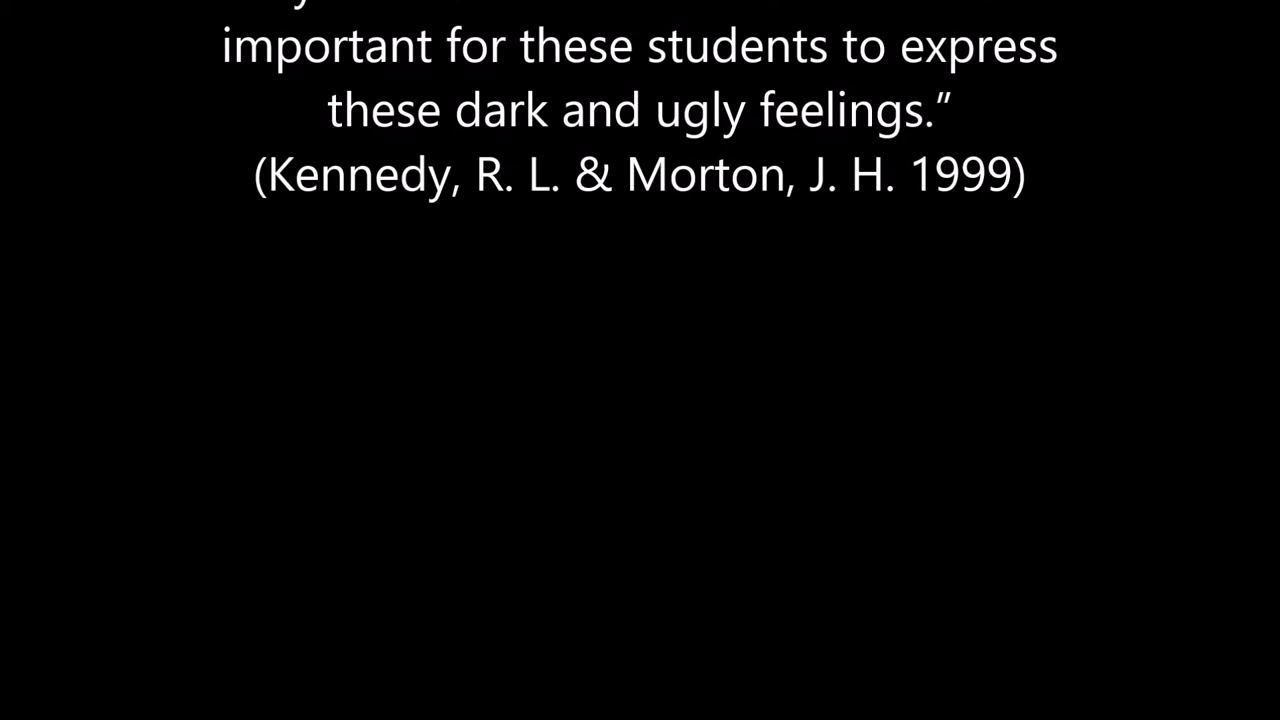 important for these students to express
these dark and ugly feelings.”
(Kennedy, R. L. & Morton, J. H. 1999)